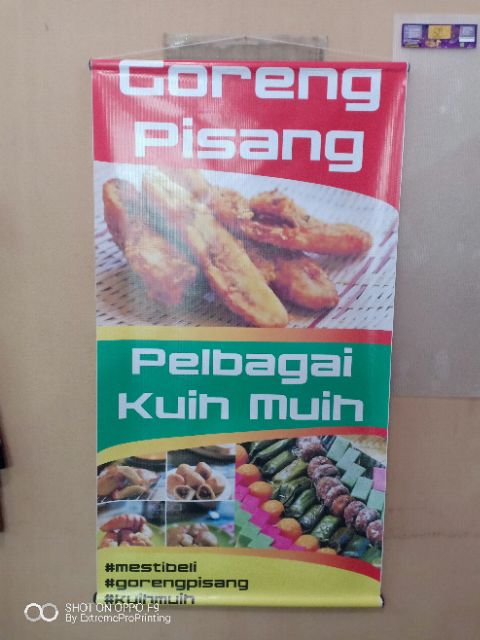 Goreng
Pisang
Pelbagai
Kuih Muih
#mestibeli
#gorengpisang
#kuihmuih
SHOT ON OPPO F9
By ExtremeProPrinting